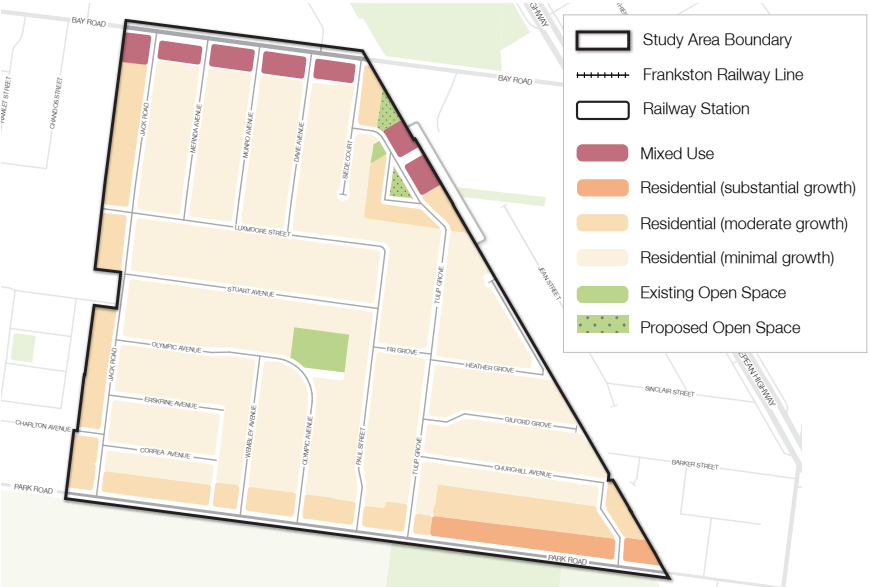 BAY ROAD
HIGHWAY
HAMLET STREET
CHANDOS STREET
JACK ROAD
MERINDA AVENUE
MUNRO AVENUE
DAVIE AVENUE
SIEDE COURT
BAY ROAD
LUXMOORE STREET
STUART AVENUE
TULIP GROVE
JEAN STREET
OLYMPIC AVENUE
JACK ROAD
FIR GROVE
HEATHER GROVE
ERSKRINE AVENUE
CHARLTON AVENUE
WEMBLEY AVENUE
OLYMPIC AVENUE
PAUL STREET
TULIP GROVE
GILFORD GROVE
SINCLAIR STREET
EPEAN HIGHWAY
CORREA AVENUE
CHURCHILL AVENUE
BARKER STREET
PARK ROAD
PARK ROAD
Study Area Boundary
Frankston Railway Line
Railway Station
Mixed Use
Residential (substantial growth)
Residential (moderate growth)
Residential (minimal growth)
Existing Open Space
Proposed Open Space